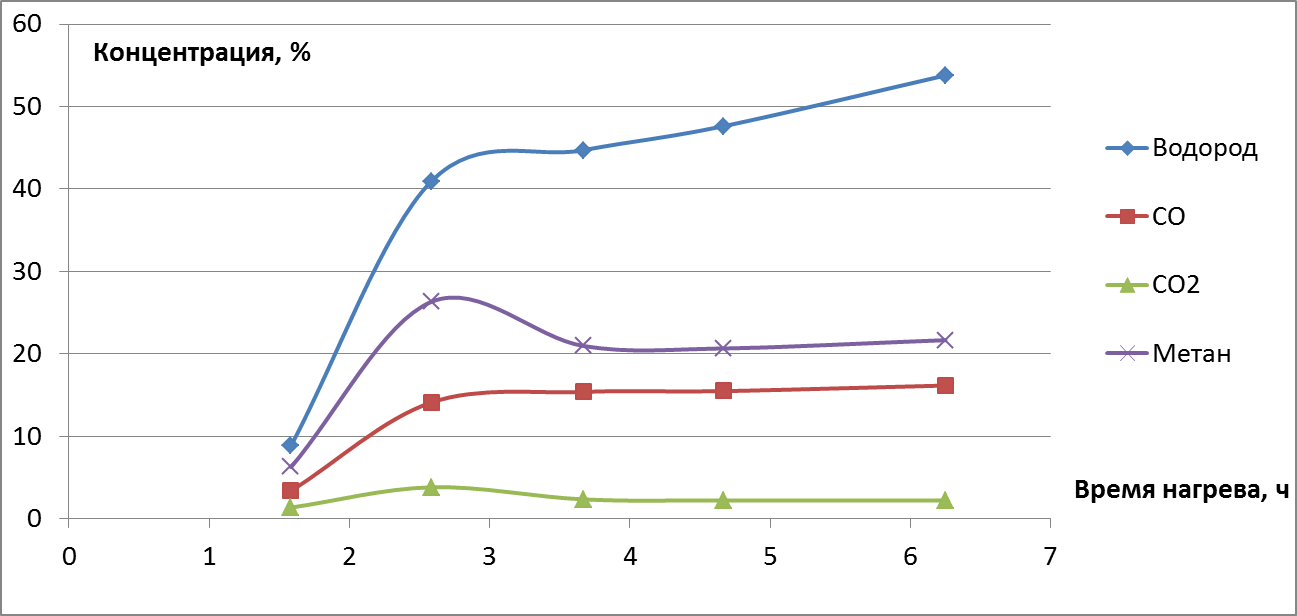 Концентрация, %
60
50
40
30
20
10
0
0 1 2 3 4 5 6 7
Время нагрева, ч
Водород
CO
CO2
Метан